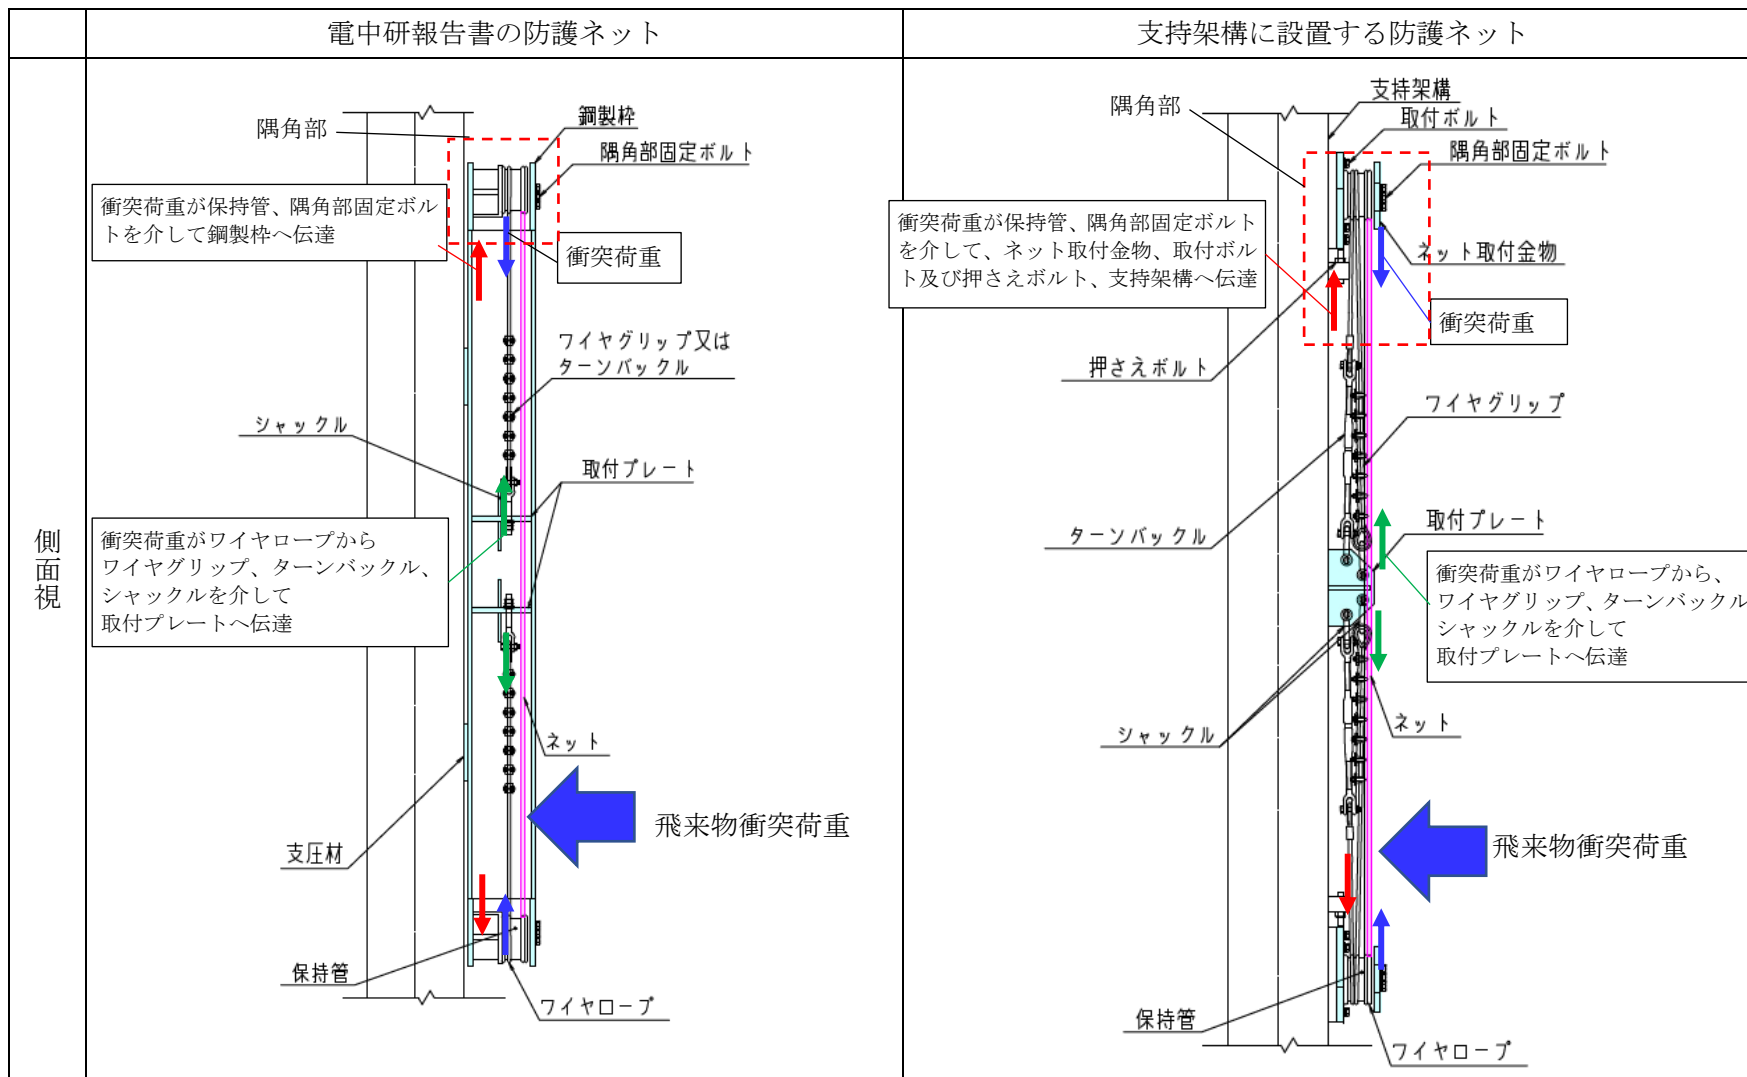 電中研報告書の防護ネット
支持架構に設置する防護ネット
側面視
隅角部
鋼製枠
隅角部固定ボルト
衝突荷重が保持管、隅角部固定ボル
トを介して鋼製枠へ伝達
衝突荷重
ワイヤグリップ又は
ターンバックル
シャックル
取付プレート
衝突荷重がワイヤロープから
ワイヤグリップ、ターンバックル、
シャックルを介して
取付プレートへ伝達
ネット
飛来物衝突荷重
支圧材
保持管
ワイヤロープ
支持架構
隅角部
取付ボルト
隅角部固定ボルト
衝突荷重が保持管、隅角部固定ボルト
を介して、ネット取付金物、取付ボル
ト及び押さえボルト、支持架構へ伝達
ネット取付金物
衝突荷重
押さえボルト
ワイヤグリップ
ターンバックル
取付プレート
衝突荷重がワイヤロープから、
ワイヤグリップ、ターンバックル
シャックルを介して
取付プレートへ伝達
シャックル
ネット
飛来物衝突荷重
保持管
ワイヤロープ